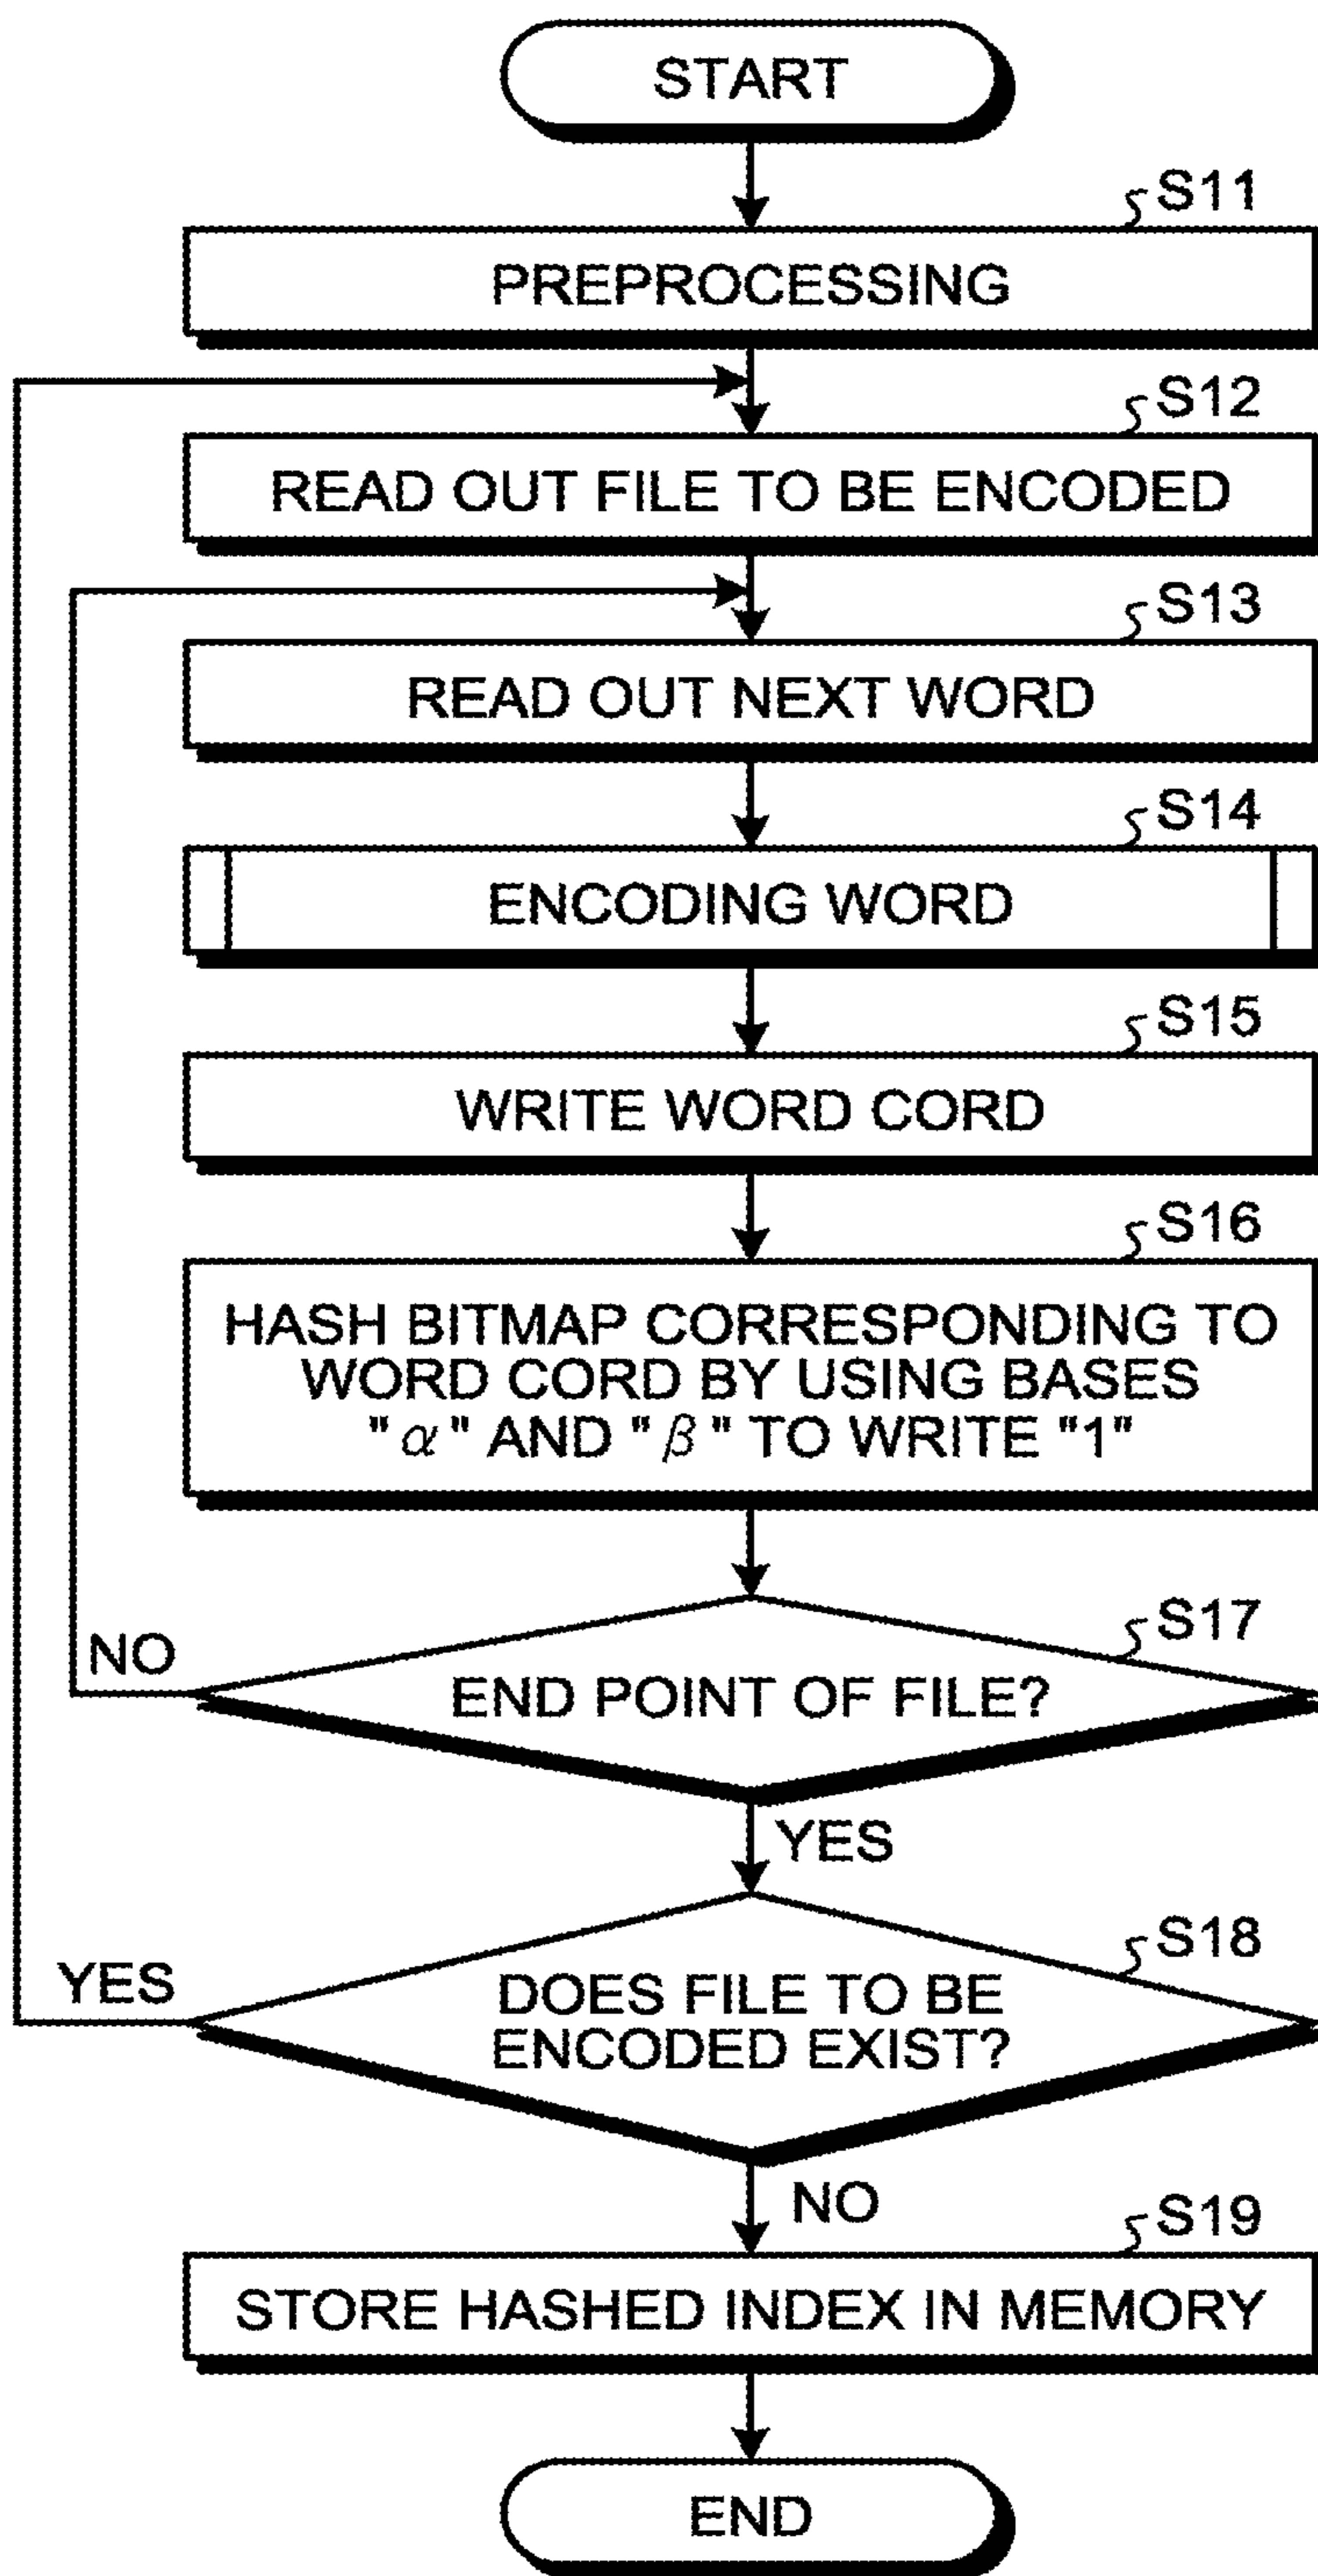 START
S11
PREPROCESSING
S12
READ OUT FILE TO BE ENCODED
S13
READ OUT NEXT WORD
S14
ENCODING WORD
S15
WRITE WORD CORD
S16
HASH BITMAP CORRESPONDING TO
WORD CORD BY USING BASES
"α" AND "β" TO WRITE "1"
S17
NO
END POINT OF FILE?
YES
S18
YES
DOES FILE TO BE
ENCODED EXIST?
NO
S19
STORE HASHED INDEX IN MEMORY
END